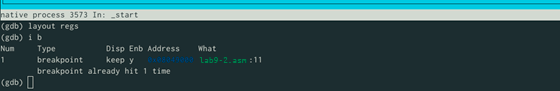 native process 3573 In: _start
(gdb) layout regs
(gdb) i b
Num Type Disp Enb Address What
1 breakpoint keep y lab9-2.asm:11
breakpoint already hit 1 time
(gdb)